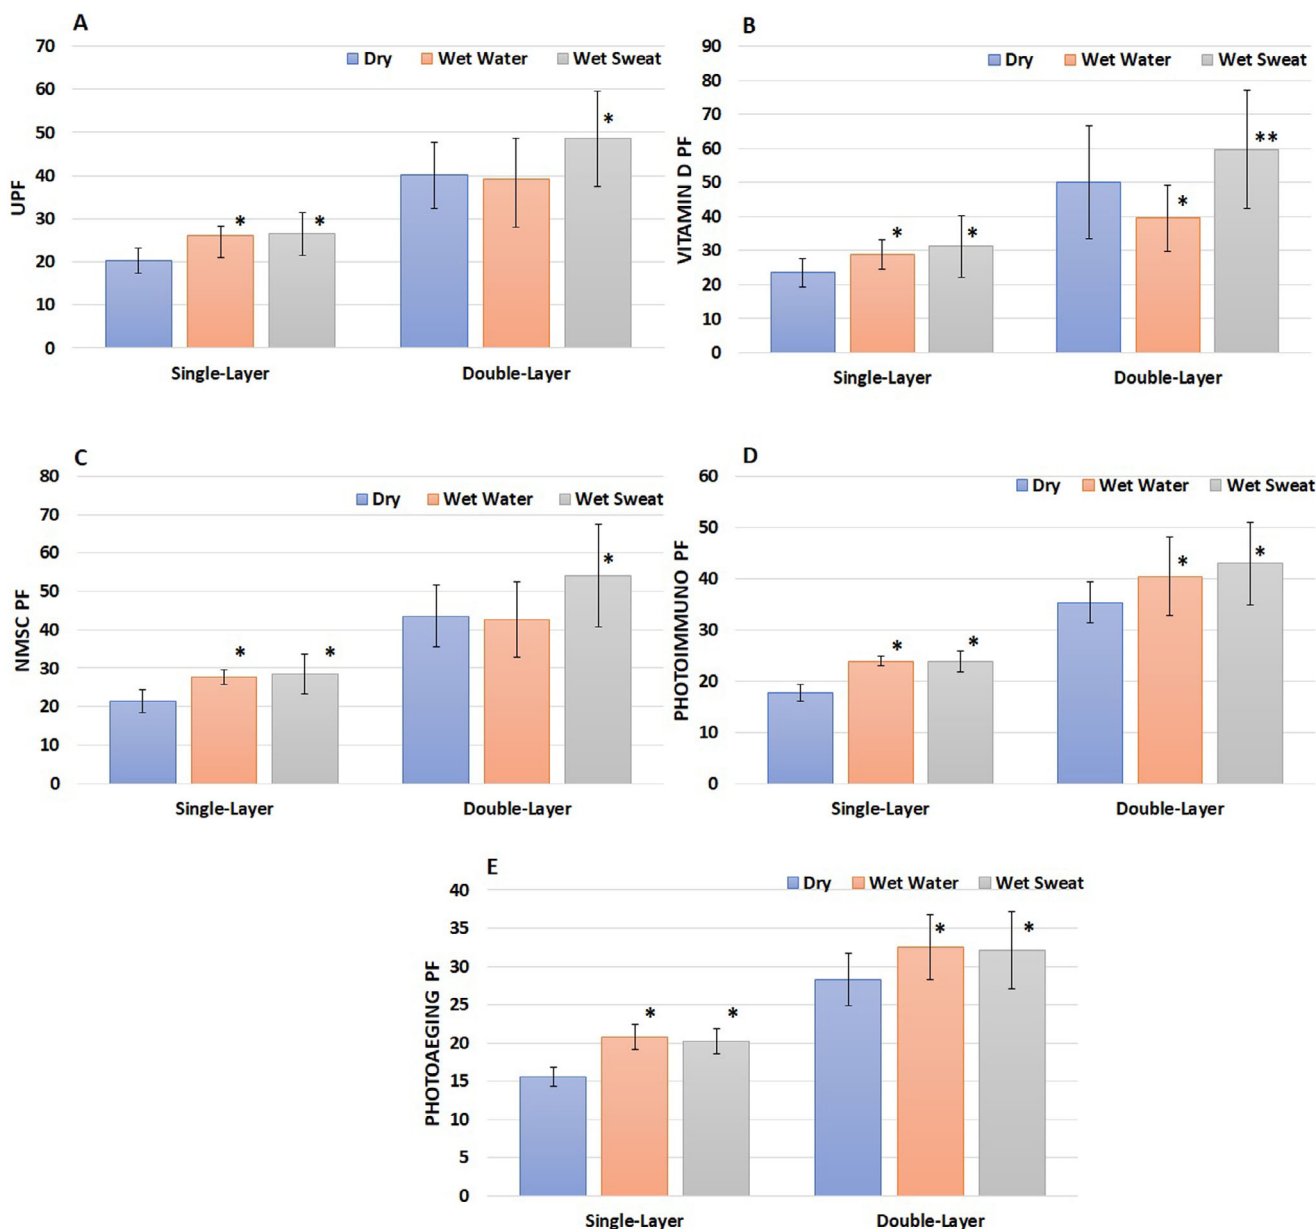 A
UPF
70
60
50
40
30
20
10
0
Dry Wet Water Wet Sweat
* * *
Single-Layer Double-Layer
B
VITAMIN D PF
90
80
70
60
50
40
30
20
10
0
Dry Wet Water Wet Sweat
* * * **
Single-Layer Double-Layer
C
NMSC PF
80
70
60
50
40
30
20
10
0
Dry Wet Water Wet Sweat
* * *
Single-Layer Double-Layer
D
PHOTOIMMUNO PF
60
50
40
30
20
10
0
Dry Wet Water Wet Sweat
* * * *
Single-Layer Double-Layer
E
PHOTOAEGING PF
40
35
30
25
20
15
10
5
0
Dry Wet Water Wet Sweat
* * * *
Single-Layer Double-Layer